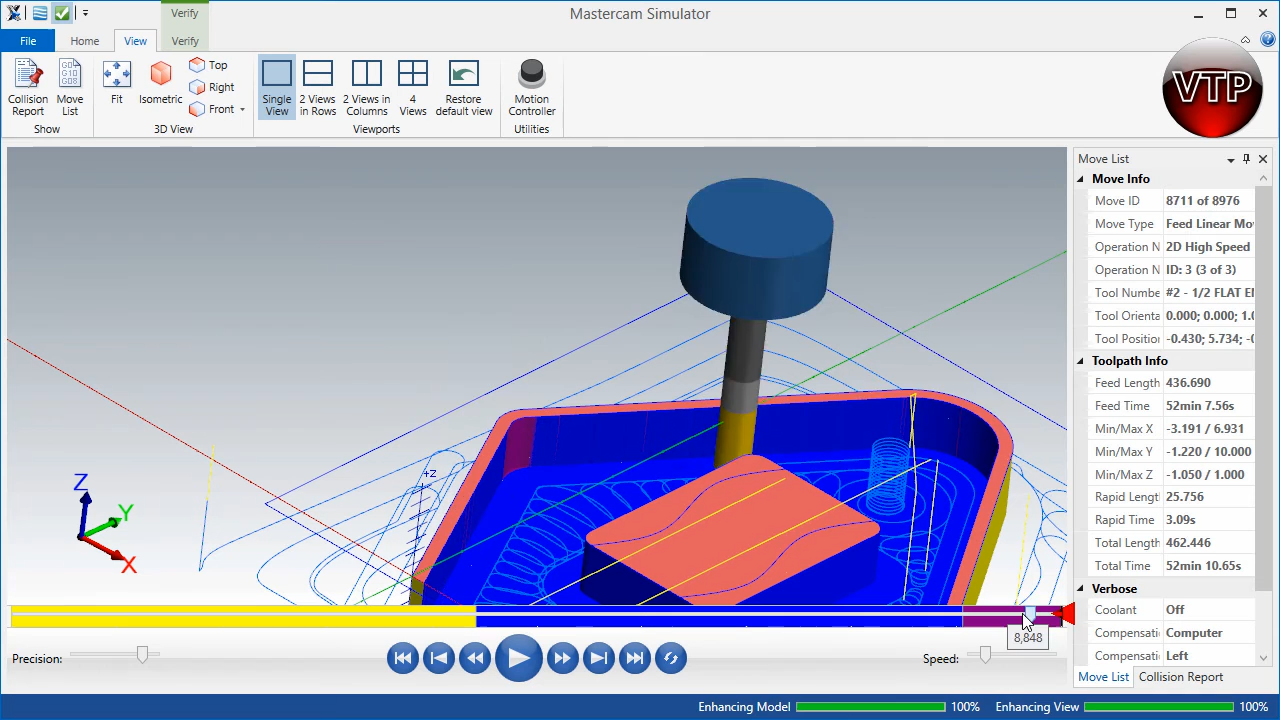 Verify
Mastercam Simulator
File
Home
View
Verify
Collision
Report
Move
List
Show
Fit
Isometric
Top
Right
Front
3D View
Single
View
2 Views
in Rows
2 Views in
Columns
4
Views
Restore
default view
Viewports
Motion
Controller
Utilities
VTP
Move List
Move Info
Move ID 8711 of 8976
Move Type Feed Linear Mo
Operation N 2D High Speed
Operation N ID: 3 (3 of 3)
Tool Numbe #2 - 1/2 FLAT E
Tool Orienta 0.000; 0.000; 1.0
Tool Position -0.430; 5.734; -0
Toolpath Info
Feed Length 436.690
Feed Time 52min 7.56s
Min/Max X -3.191 / 6.931
Min/Max Y -1.220 / 10.000
Min/Max Z -1.050 / 1.000
Rapid Lengt 25.756
Rapid Time 3.09s
Total Length 462.446
Total Time 52min 10.65s
Verbose
Coolant Off
Compensati Computer
Compensati Left
+Z
Z
Y
X
8,848
Precision:
Speed:
Move List
Collision Report
Enhancing Model 100%
Enhancing View 100%